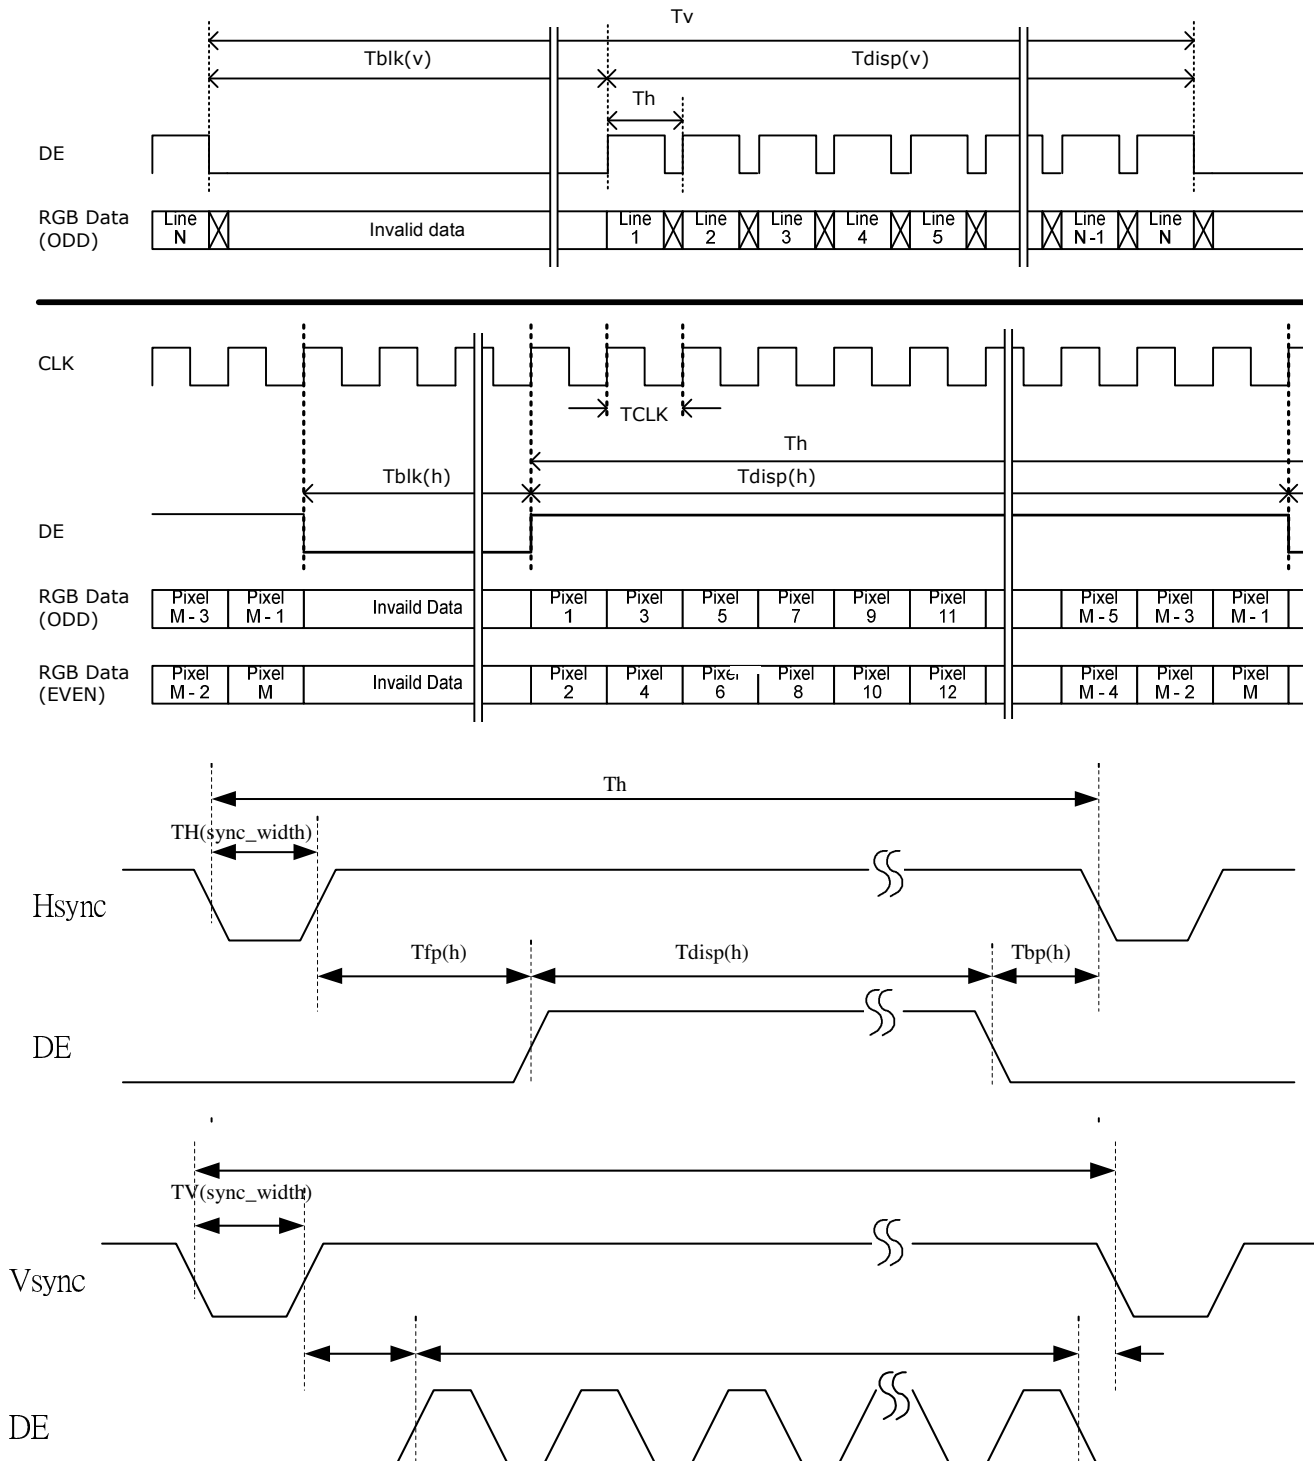 Tv
Tblk(v) Tdisp(v)
Th
DE
RGB Data
(ODD)
Line
N
Invalid data
Line
1
Line
2
Line
3
Line
4
Line
5
Line
N-1
Line
N
CLK
TCLK
Th
Tblk(h) Tdisp(h)
DE
RGB Data
(ODD)
Pixel
M - 3
Pixel
M - 1
Invaild Data
Pixel
1
Pixel
3
Pixel
5
Pixel
7
Pixel
9
Pixel
11
Pixel
M - 5
Pixel
M - 3
Pixel
M - 1
RGB Data
(EVEN)
Pixel
M - 2
Pixel
M
Invaild Data
Pixel
2
Pixel
4
Pixel
6
Pixel
8
Pixel
10
Pixel
12
Pixel
M - 4
Pixel
M - 2
Pixel
M
Th
TH(sync_width)
Hsync
Tfp(h) Tdisp(h) Tbp(h)
DE
TV(sync_width)
Vsync
DE